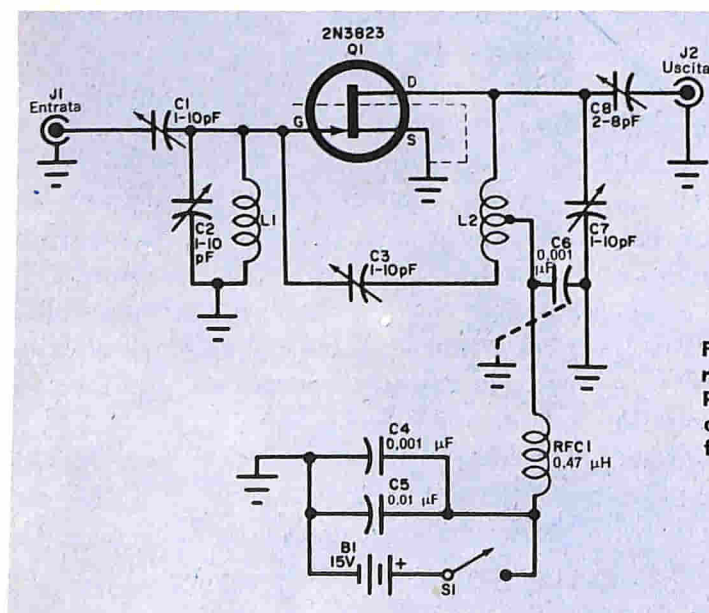 2N3823
Q1
J1
Entrata
C1
1-10pF
G
D
S
J2
Uscita
C8
2-8pF
C2
1-10
pF
L1
L2
C3
1-10pF
C6
0,001
µF
C7
1-10pF
C4
0,001 µF
C5
0,01 µF
RFC1
0,47 µH
B1
15V
+
S1